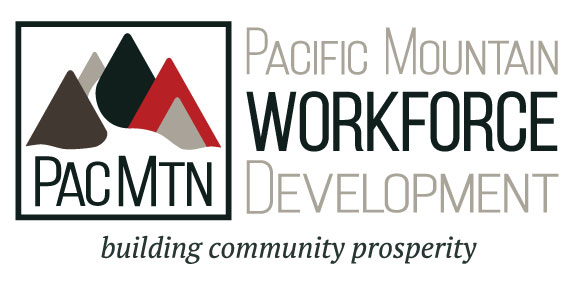 PACMTN
PACIFIC MOUNTAIN
WORKFORCE
DEVELOPMENT
building community prosperity